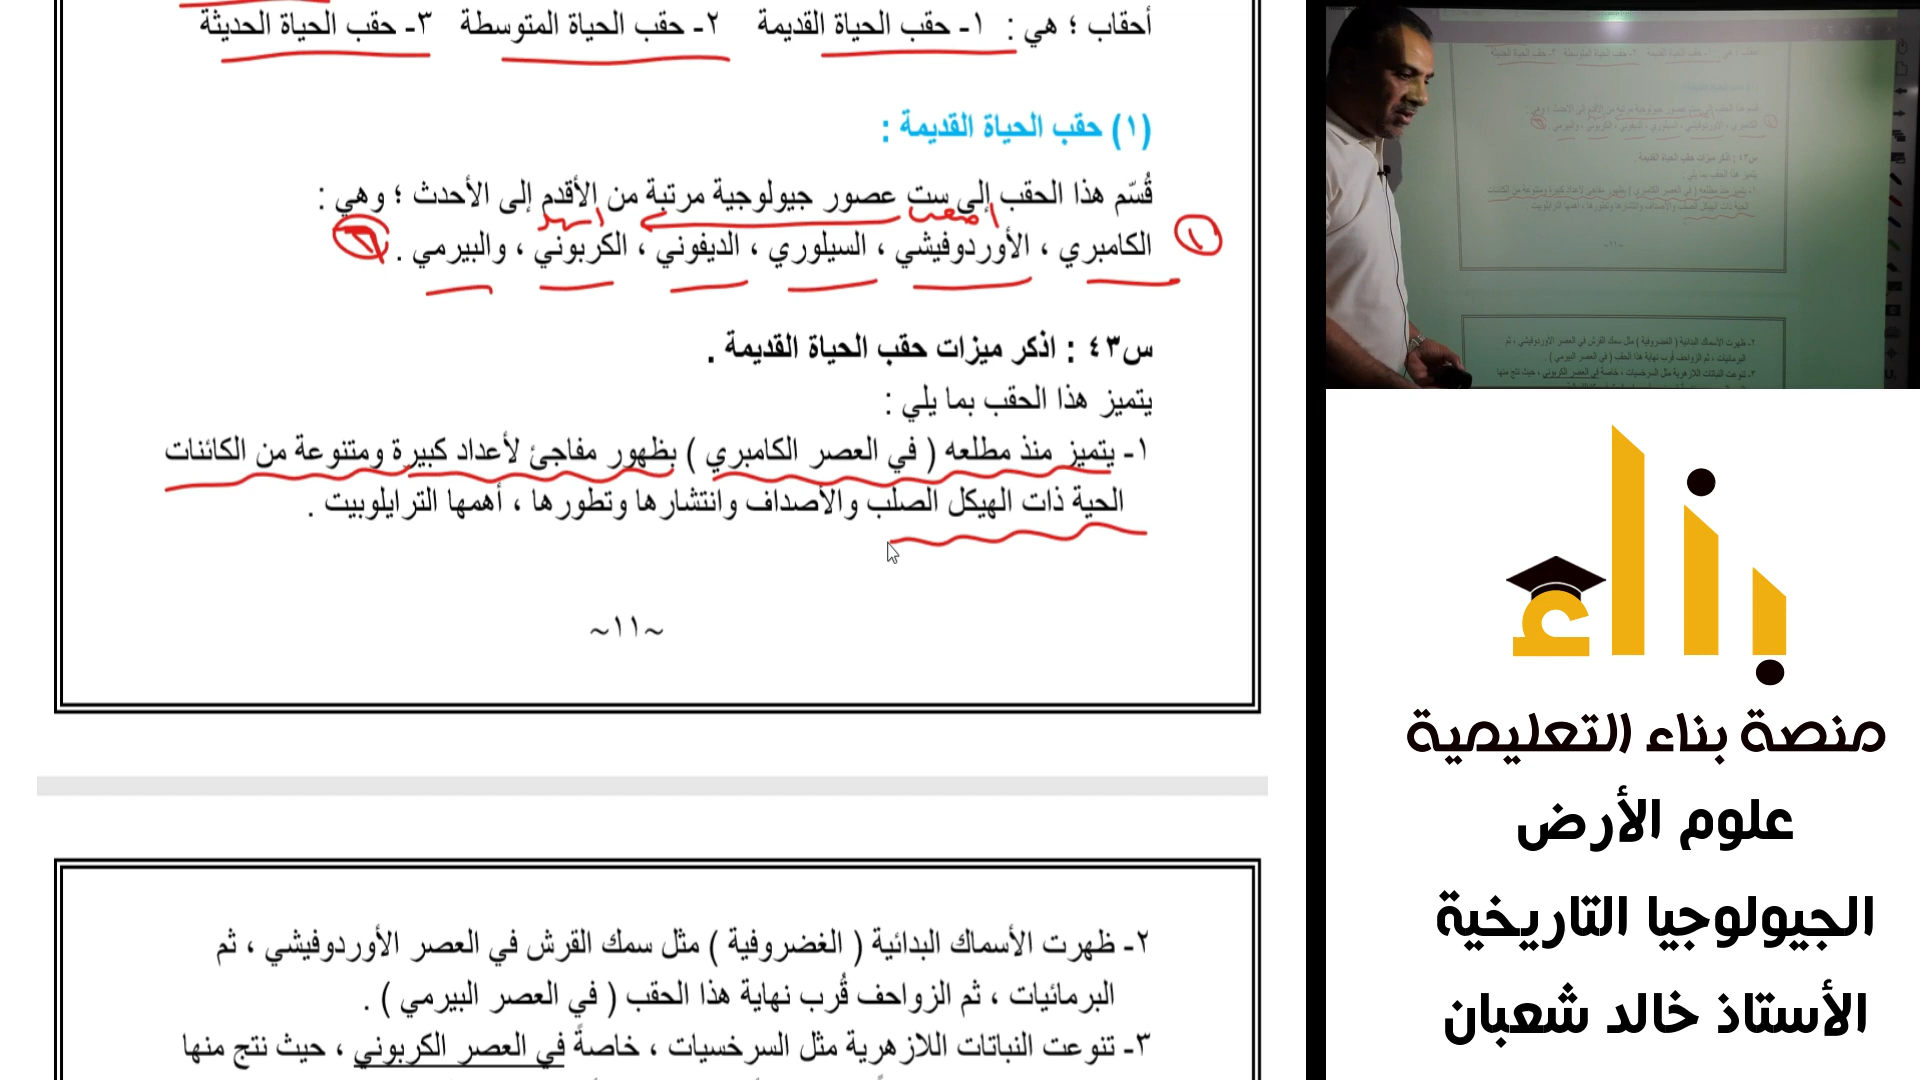 أحقاب ؛ هي : ١- حقب الحياة القديمة ٢- حقب الحياة المتوسطة ٣- حقب الحياة الحديثة
(١) حقب الحياة القديمة :
قُسّم هذا الحقب إلى ست عصور جيولوجية مرتبة من الأقدم إلى الأحدث ؛ وهي :
الكامبري ، الأوردوفيشي ، السيلوري ، الديفوني ، الكربوني ، والبيرمي .
س٤٣ : اذكر ميزات حقب الحياة القديمة .
يتميز هذا الحقب بما يلي :
١- يتميز منذ مطلعه ( في العصر الكامبري ) بظهور مفاجئ لأعداد كبيرة ومتنوعة من الكائنات
الحية ذات الهيكل الصلب والأصداف وانتشارها وتطورها ، أهمها الترايلوبيت .
~١١~
٢- ظهرت الأسماك البدائية ( الغضروفية ) مثل سمك القرش في العصر الأوردوفيشي ، ثم
البرمائيات ، ثم الزواحف قُرب نهاية هذا الحقب ( في العصر البيرمي ) .
٣- تنوعت النباتات اللازهرية مثل السرخسيات ، خاصةً في العصر الكربوني ، حيث نتج منها
بناء
منصة بناء التعليمية
علوم الأرض
الجيولوجيا التاريخية
الأستاذ خالد شعبان